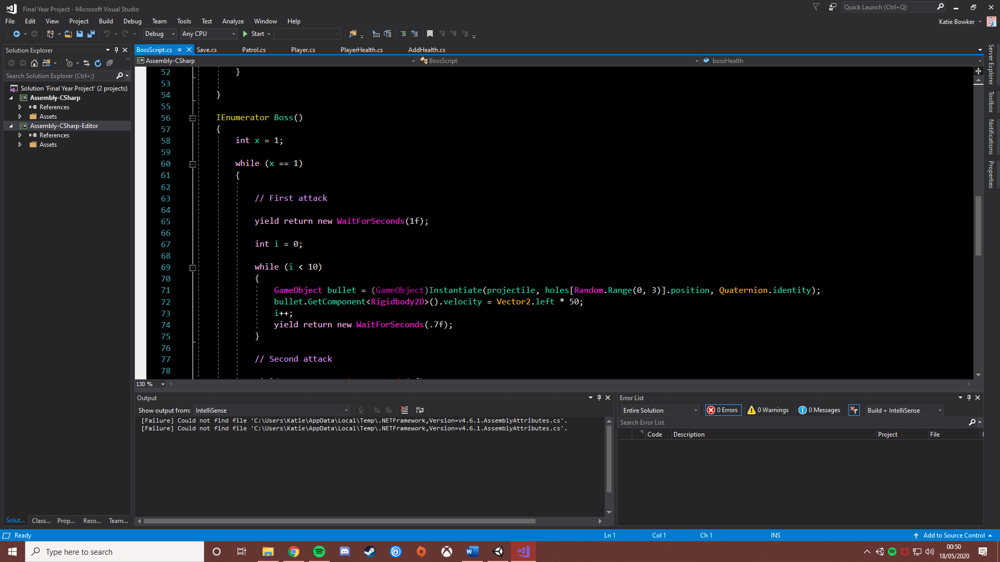 Final Year Project - Microsoft Visual Studio
Quick Launch (Ctrl+Q)
File Edit View Project Build Debug Team Tools Test Analyze Window Help
Katie Bowker
Debug Any CPU Start
Solution Explorer
BossScript.cs Save.cs Patrol.cs Player.cs PlayerHealth.cs AddHealth.cs
Assembly-CSharp BossScript bossHealth
Search Solution Explorer (Ctrl+;)
Solution 'Final Year Project' (2 projects)
Assembly-CSharp
References
Assets
Assembly-CSharp-Editor
References
Assets
52 }
53
54 }
55
56 IEnumerator Boss()
57 {
58 int x = 1;
59
60 while (x == 1)
61 {
62
63 // First attack
64
65 yield return new WaitForSeconds(1f);
66
67 int i = 0;
68
69 while (i < 10)
70 {
71 GameObject bullet = (GameObject)Instantiate(projectile, holes[Random.Range(0, 3)].position, Quaternion.identity);
72 bullet.GetComponent<Rigidbody2D>().velocity = Vector2.left * 50;
73 i++;
74 yield return new WaitForSeconds(.7f);
75 }
76
77 // Second attack
78
130 %
Server Explorer
Toolbox
Notifications
Properties
Output
Show output from: IntelliSense
[Failure] Could not find file 'C:\Users\Katie\AppData\Local\Temp\.NETFramework,Version=v4.6.1.AssemblyAttributes.cs'.
[Failure] Could not find file 'C:\Users\Katie\AppData\Local\Temp\.NETFramework,Version=v4.6.1.AssemblyAttributes.cs'.
Error List
Entire Solution 0 Errors 0 Warnings 0 Messages Build + IntelliSense
Search Error List
Code Description Project File
Solut... Class... Prop... Reso... Team...
Ready Ln 1 Col 1 Ch 1 INS Add to Source Control
Type here to search
00:50
18/05/2020